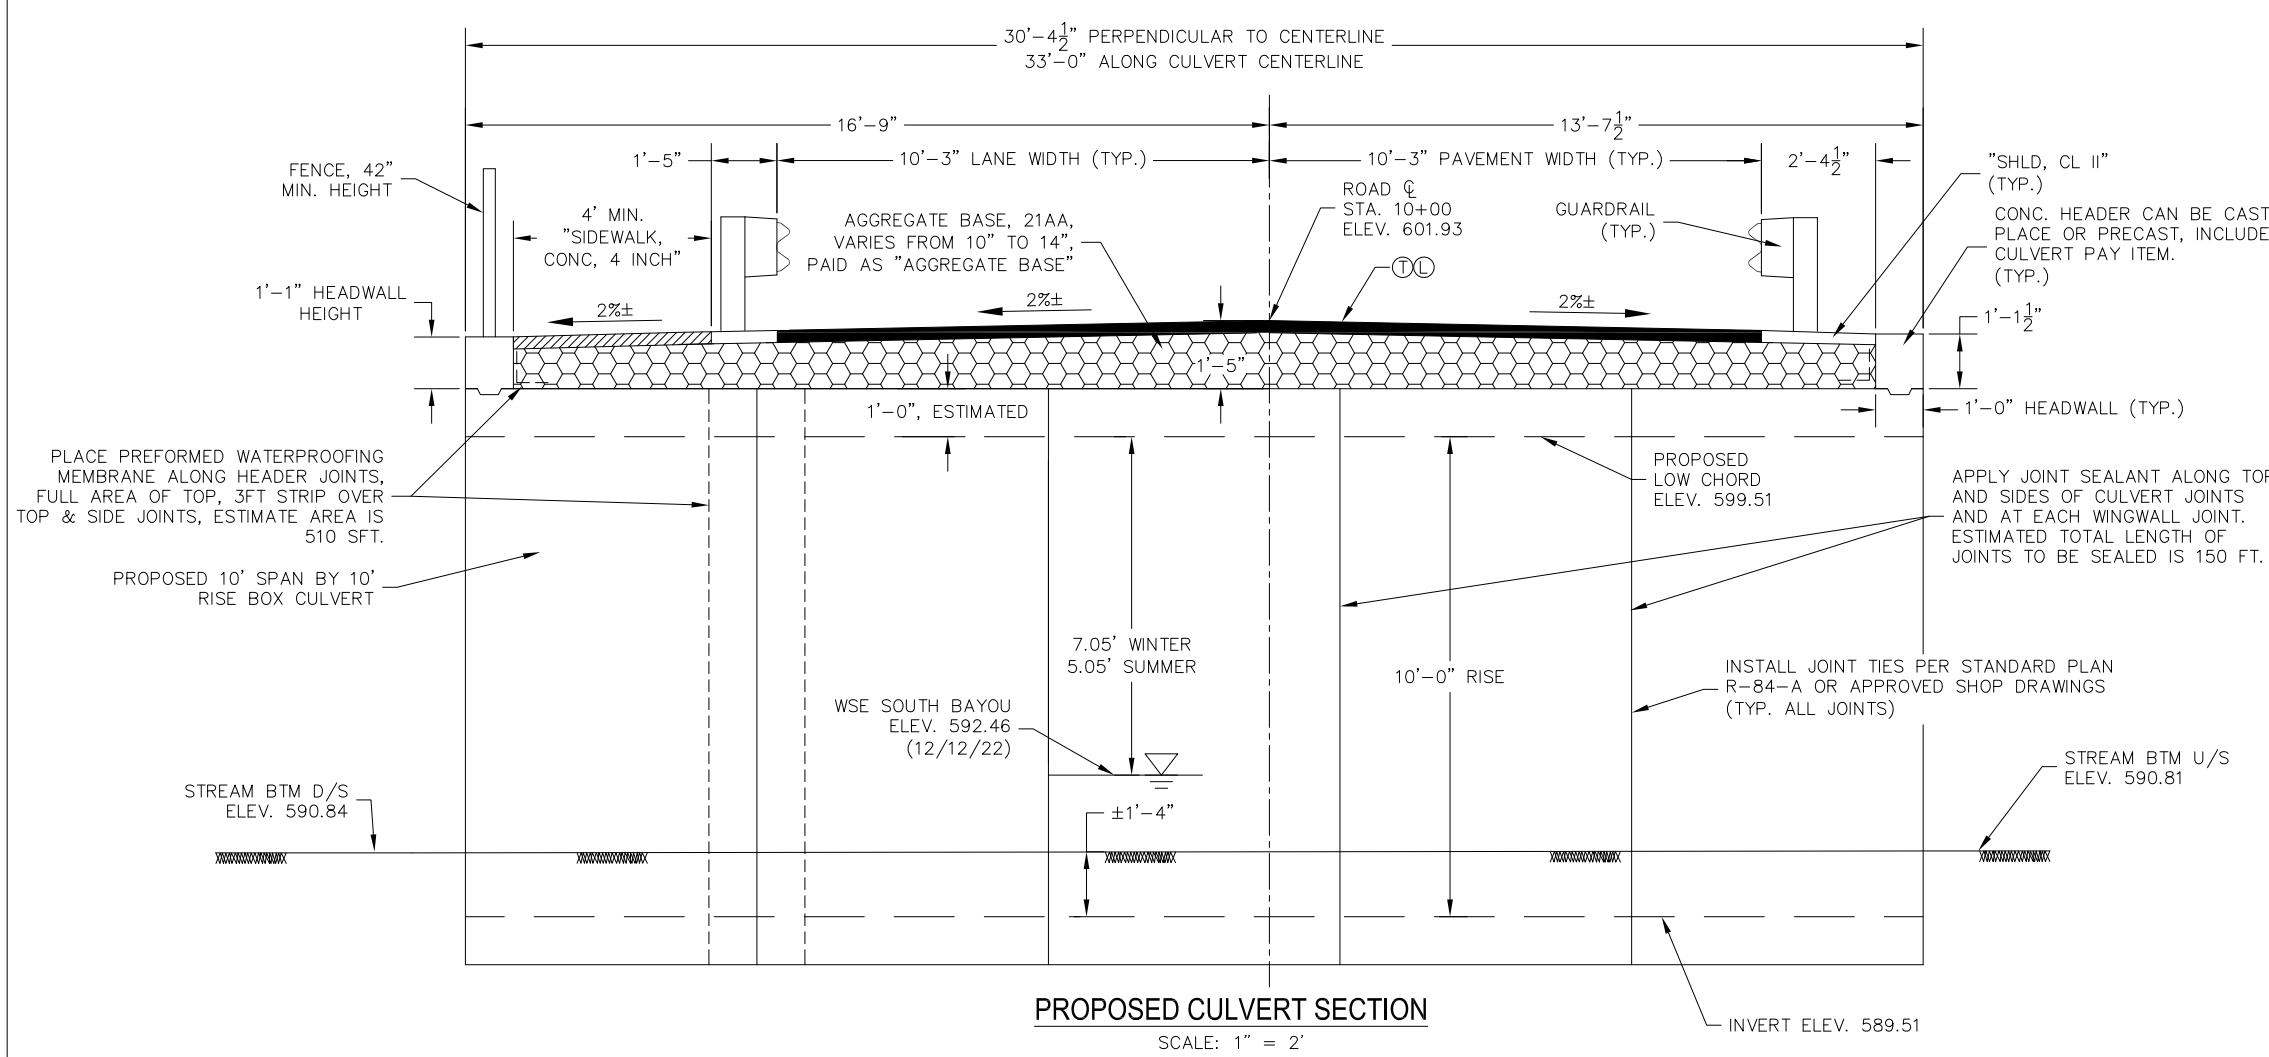 30'-4 1/2" PERPENDICULAR TO CENTERLINE
33'-0" ALONG CULVERT CENTERLINE
16'-9"
13'-7 1/2"
1'-5"
10'-3" LANE WIDTH (TYP.)
10'-3" PAVEMENT WIDTH (TYP.)
2'-4 1/2"
FENCE, 42"
MIN. HEIGHT
4' MIN.
"SIDEWALK,
CONC, 4 INCH"
AGGREGATE BASE, 21AA,
VARIES FROM 10" TO 14",
PAID AS "AGGREGATE BASE"
ROAD ℄
STA. 10+00
ELEV. 601.93
GUARDRAIL
(TYP.)
"SHLD, CL II"
(TYP.)
CONC. HEADER CAN BE CAST
PLACE OR PRECAST, INCLUDE
CULVERT PAY ITEM.
(TYP.)
Ⓣ Ⓛ
1'-1" HEADWALL
HEIGHT
2%±
2%±
2%±
1'-1 1/2"
1'-5"
1'-0", ESTIMATED
1'-0" HEADWALL (TYP.)
PLACE PREFORMED WATERPROOFING
MEMBRANE ALONG HEADER JOINTS,
FULL AREA OF TOP, 3FT STRIP OVER
TOP & SIDE JOINTS, ESTIMATE AREA IS
510 SFT.
PROPOSED
LOW CHORD
ELEV. 599.51
APPLY JOINT SEALANT ALONG TOP
AND SIDES OF CULVERT JOINTS
AND AT EACH WINGWALL JOINT.
ESTIMATED TOTAL LENGTH OF
JOINTS TO BE SEALED IS 150 FT.
PROPOSED 10' SPAN BY 10'
RISE BOX CULVERT
7.05' WINTER
5.05' SUMMER
10'-0" RISE
INSTALL JOINT TIES PER STANDARD PLAN
R-84-A OR APPROVED SHOP DRAWINGS
(TYP. ALL JOINTS)
WSE SOUTH BAYOU
ELEV. 592.46
(12/12/22)
STREAM BTM D/S
ELEV. 590.84
STREAM BTM U/S
ELEV. 590.81
±1'-4"
INVERT ELEV. 589.51
PROPOSED CULVERT SECTION
SCALE: 1" = 2'